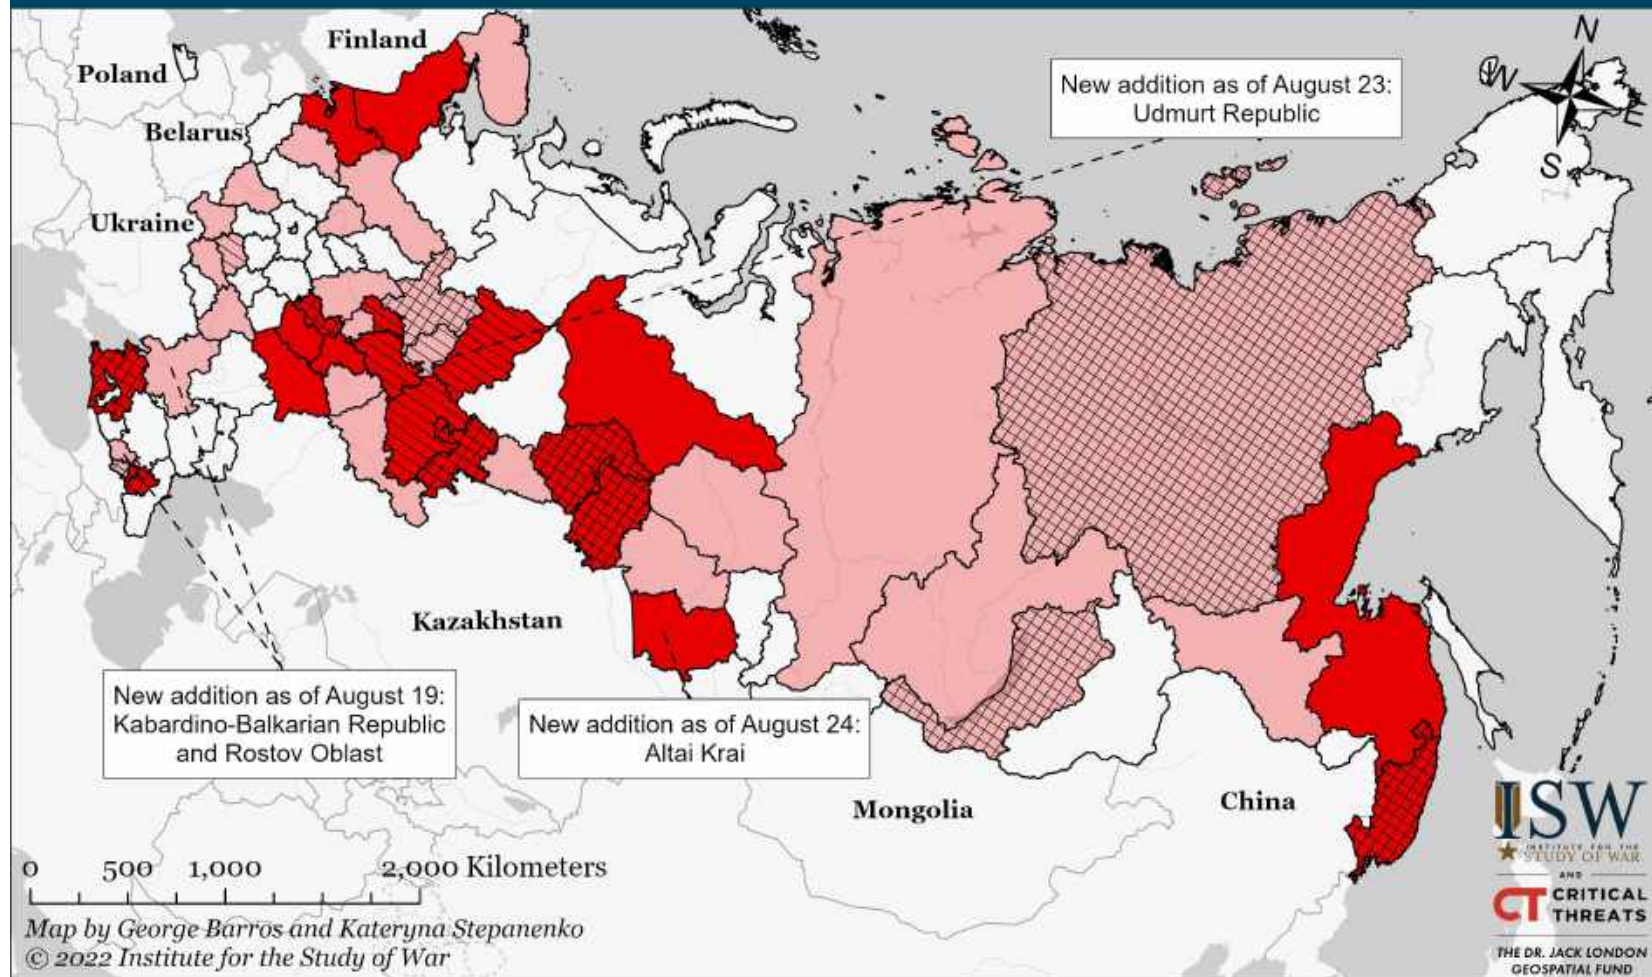 Finland
Poland
Belarus
Ukraine
New addition as of August 23:
Udmurt Republic
N
W
E
S
Kazakhstan
New addition as of August 19:
Kabardino-Balkarian Republic
and Rostov Oblast
New addition as of August 24:
Altai Krai
Mongolia
China
0 500 1,000 2,000 Kilometers
Map by George Barros and Kateryna Stepanenko
© 2022 Institute for the Study of War
ISW
INSTITUTE FOR THE
STUDY OF WAR
AND
CT CRITICAL
THREATS
THE DR. JACK LONDON
GEOSPATIAL FUND